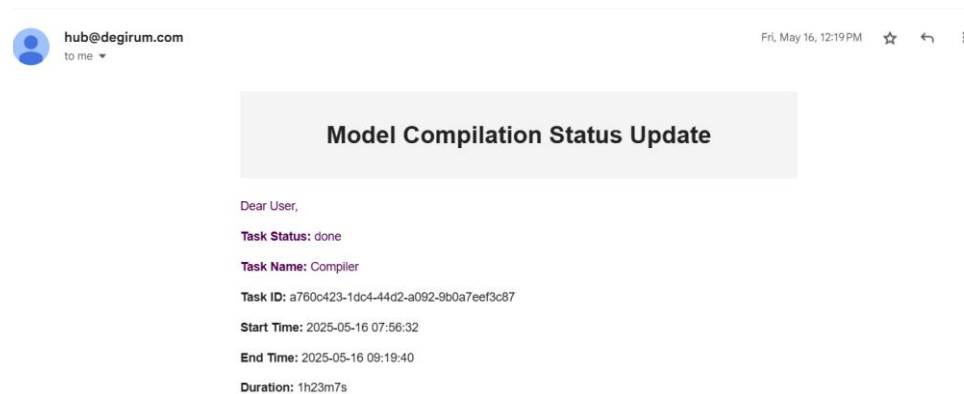 hub@degirum.com
Fri, May 16, 12:19 PM
to me
Model Compilation Status Update
Dear User,
Task Status: done
Task Name: Compiler
Task ID: a760c423-1dc4-44d2-a092-9b0a7eef3c87
Start Time: 2025-05-16 07:56:32
End Time: 2025-05-16 09:19:40
Duration: 1h23m7s